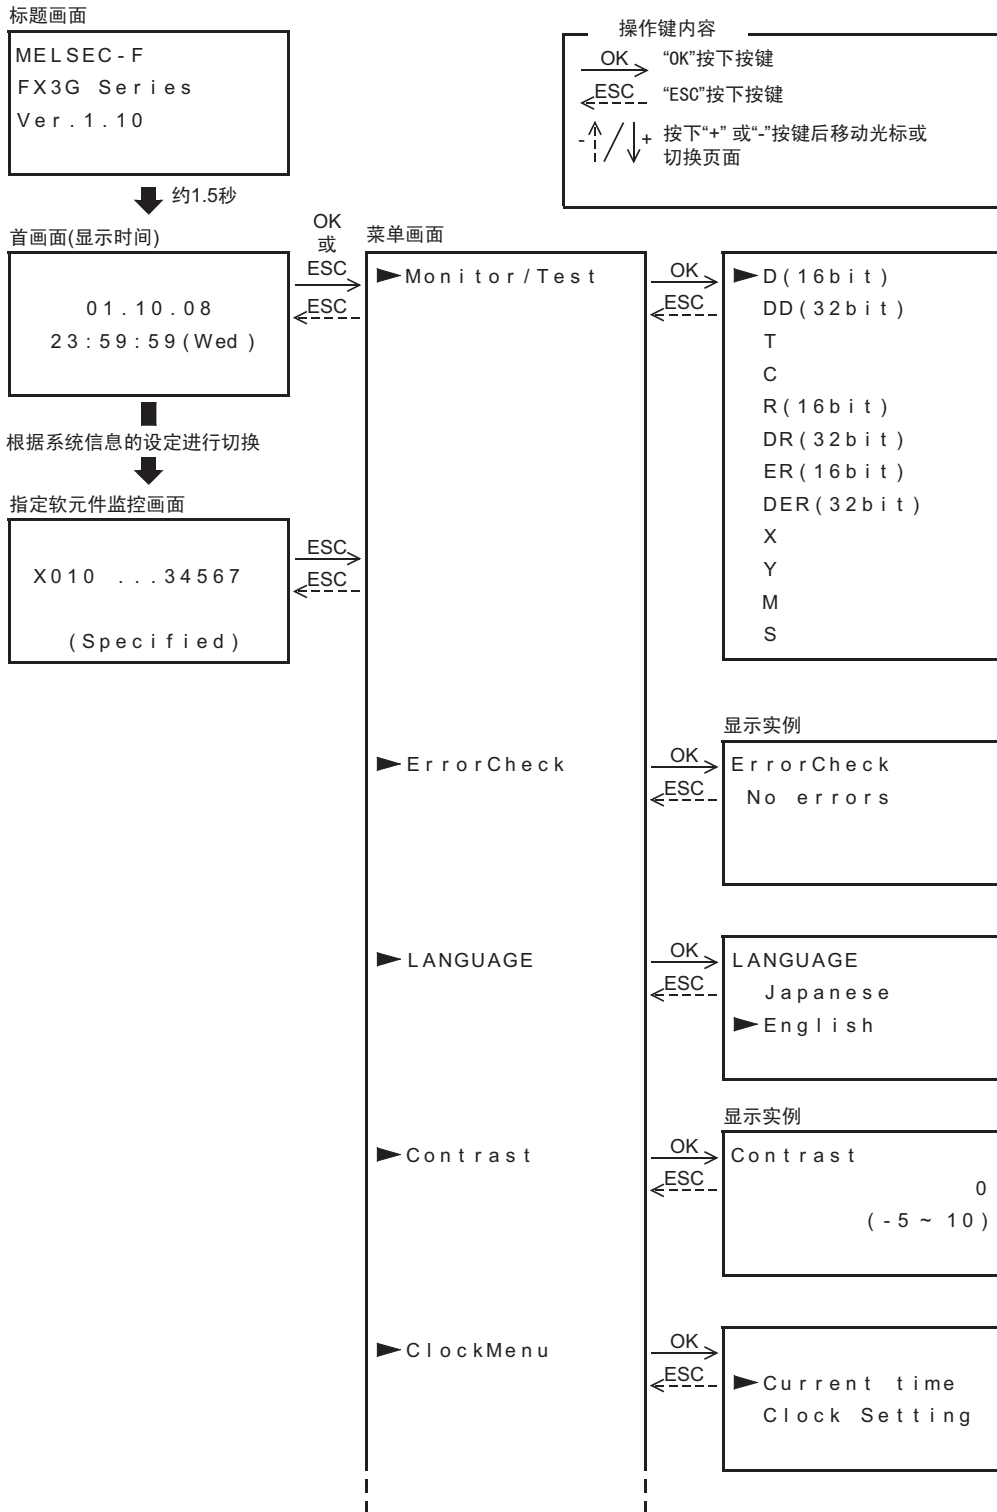 标题画面
MELSEC-F
FX3G Series
Ver.1.10
约1.5秒
操作键内容
OK “OK”按下按键
ESC “ESC”按下按键
- / + 按下“+” 或“-”按键后移动光标或
切换页面
首画面(显示时间)
01.10.08
23:59:59(Wed)
OK
或
ESC
ESC
根据系统信息的设定进行切换
指定软元件监控画面
X010 ...34567
(Specified)
ESC
ESC
菜单画面
Monitor/Test
OK
ESC
D(16bit)
DD(32bit)
T
C
R(16bit)
DR(32bit)
ER(16bit)
DER(32bit)
X
Y
M
S
ErrorCheck
OK
ESC
显示实例
ErrorCheck
No errors
LANGUAGE
OK
ESC
LANGUAGE
Japanese
English
Contrast
OK
ESC
显示实例
Contrast
0
(-5~10)
ClockMenu
OK
ESC
Current time
Clock Setting